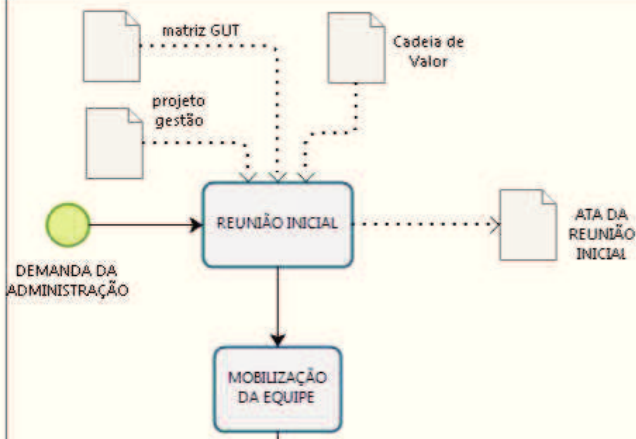 matriz GUT
Cadeia de
Valor
projeto
gestão
REUNIÃO INICIAL
ATA DA
REUNIÃO
INICIAL
DEMANDA DA
ADMINISTRAÇÃO
MOBILIZAÇÃO
DA EQUIPE